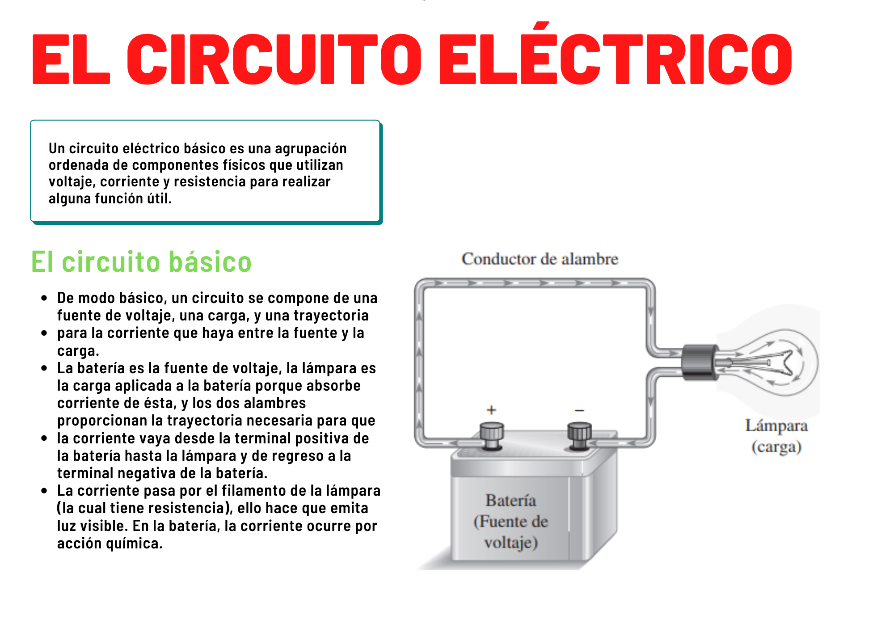 EL CIRCUITO ELÉCTRICO
Un circuito eléctrico básico es una agrupación
ordenada de componentes físicos que utilizan
voltaje, corriente y resistencia para realizar
alguna función útil.
El circuito básico
• De modo básico, un circuito se compone de una
fuente de voltaje, una carga, y una trayectoria
• para la corriente que haya entre la fuente y la
carga.
• La batería es la fuente de voltaje, la lámpara es
la carga aplicada a la batería porque absorbe
corriente de ésta, y los dos alambres
proporcionan la trayectoria necesaria para que
• la corriente vaya desde la terminal positiva de
la batería hasta la lámpara y de regreso a la
terminal negativa de la batería.
• La corriente pasa por el filamento de la lámpara
(la cual tiene resistencia), ello hace que emita
luz visible. En la batería, la corriente ocurre por
acción química.
Conductor de alambre
+
−
Lámpara
(carga)
Batería
(Fuente de
voltaje)